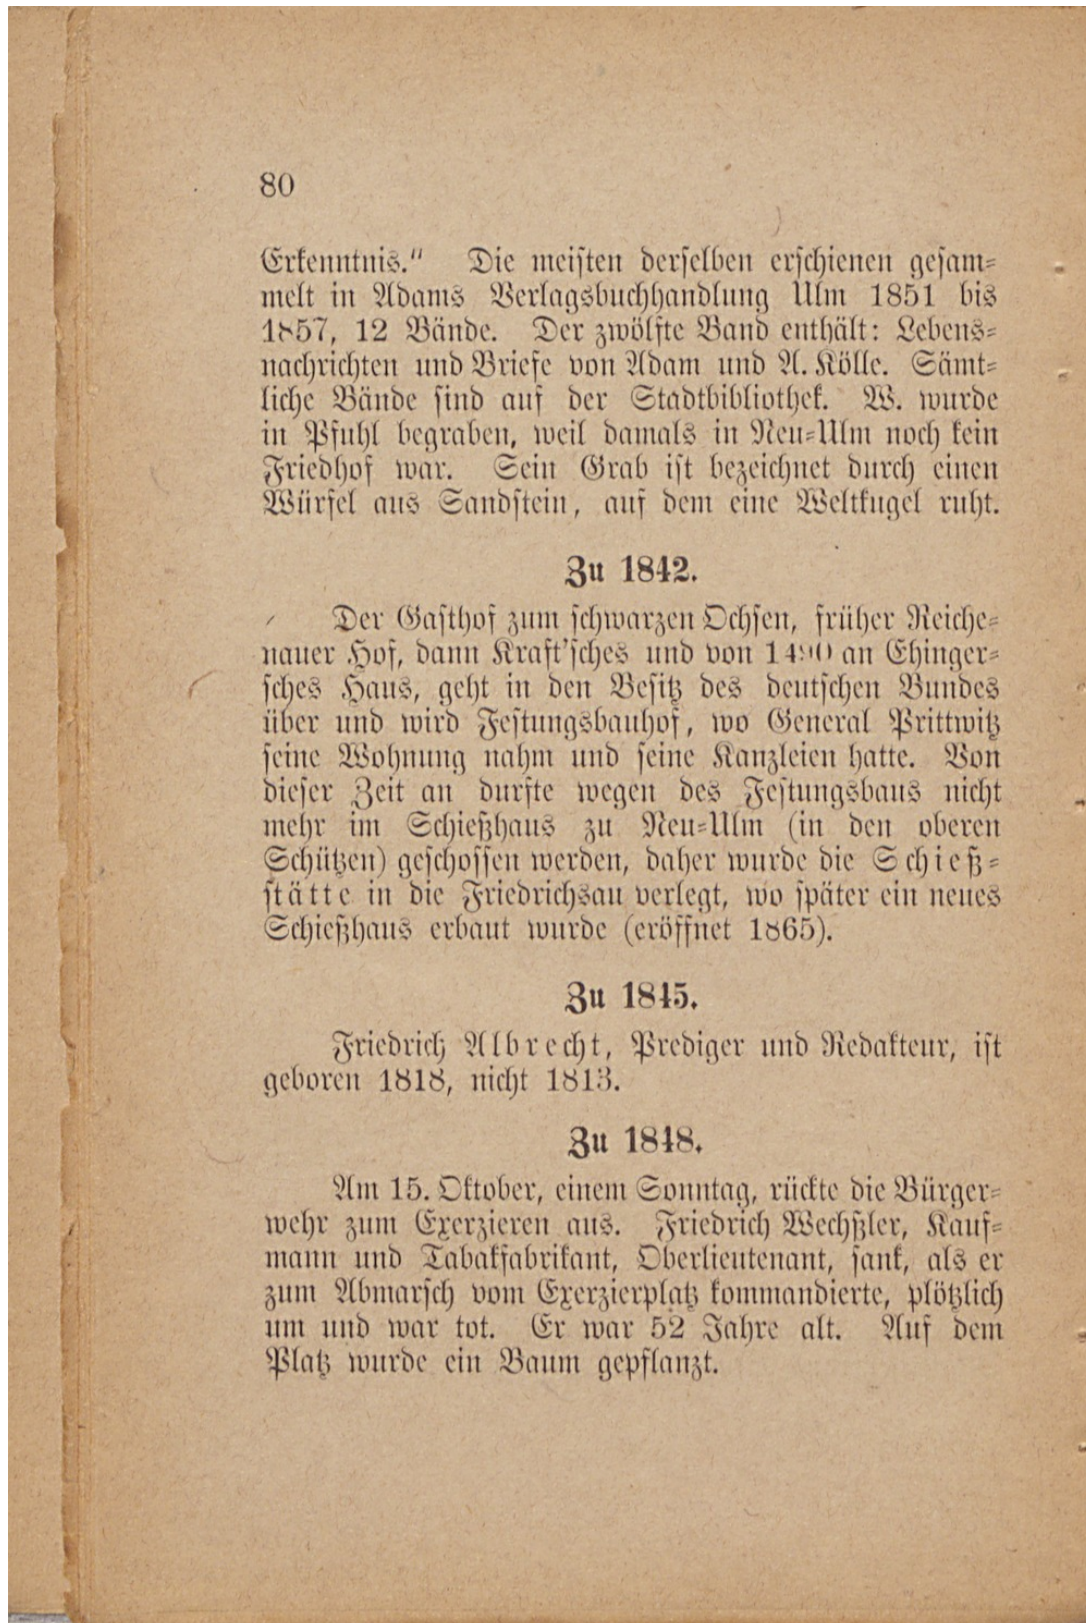 80
Erkenntnis." Die meisten derselben erschienen gesam-
melt in Adams Verlagsbuchhandlung Ulm 1851 bis
1857, 12 Bände. Der zwölfte Band enthält: Lebens-
nachrichten und Briefe von Adam und A. Kölle. Sämt-
liche Bände sind auf der Stadtbibliothek. W. wurde
in Pfuhl begraben, weil damals in Neu-Ulm noch kein
Friedhof war. Sein Grab ist bezeichnet durch einen
Würfel aus Sandstein, auf dem eine Weltkugel ruht.
Zu 1842.
Der Gasthof zum schwarzen Ochsen, früher Reiche-
nauer Hof, dann Kraft'sches und von 1490 an Ehinger-
sches Haus, geht in den Besitz des deutschen Bundes
über und wird Festungsbauhof, wo General Prittwitz
seine Wohnung nahm und seine Kanzleien hatte. Von
dieser Zeit an durfte wegen des Festungsbaus nicht
mehr im Schießhaus zu Neu-Ulm (in den oberen
Schützen) geschossen werden, daher wurde die Schieß-
stätte in die Friedrichsau verlegt, wo später ein neues
Schießhaus erbaut wurde (eröffnet 1865).
Zu 1845.
Friedrich Albrecht, Prediger und Redakteur, ist
geboren 1818, nicht 1813.
Zu 1848.
Am 15. Oktober, einem Sonntag, rückte die Bürger-
wehr zum Exerzieren aus. Friedrich Wechßler, Kauf-
mann und Tabakfabrikant, Oberlieutenant, sank, als er
zum Abmarsch vom Exerzierplatz kommandierte, plötzlich
um und war tot. Er war 52 Jahre alt. Auf dem
Platz wurde ein Baum gepflanzt.